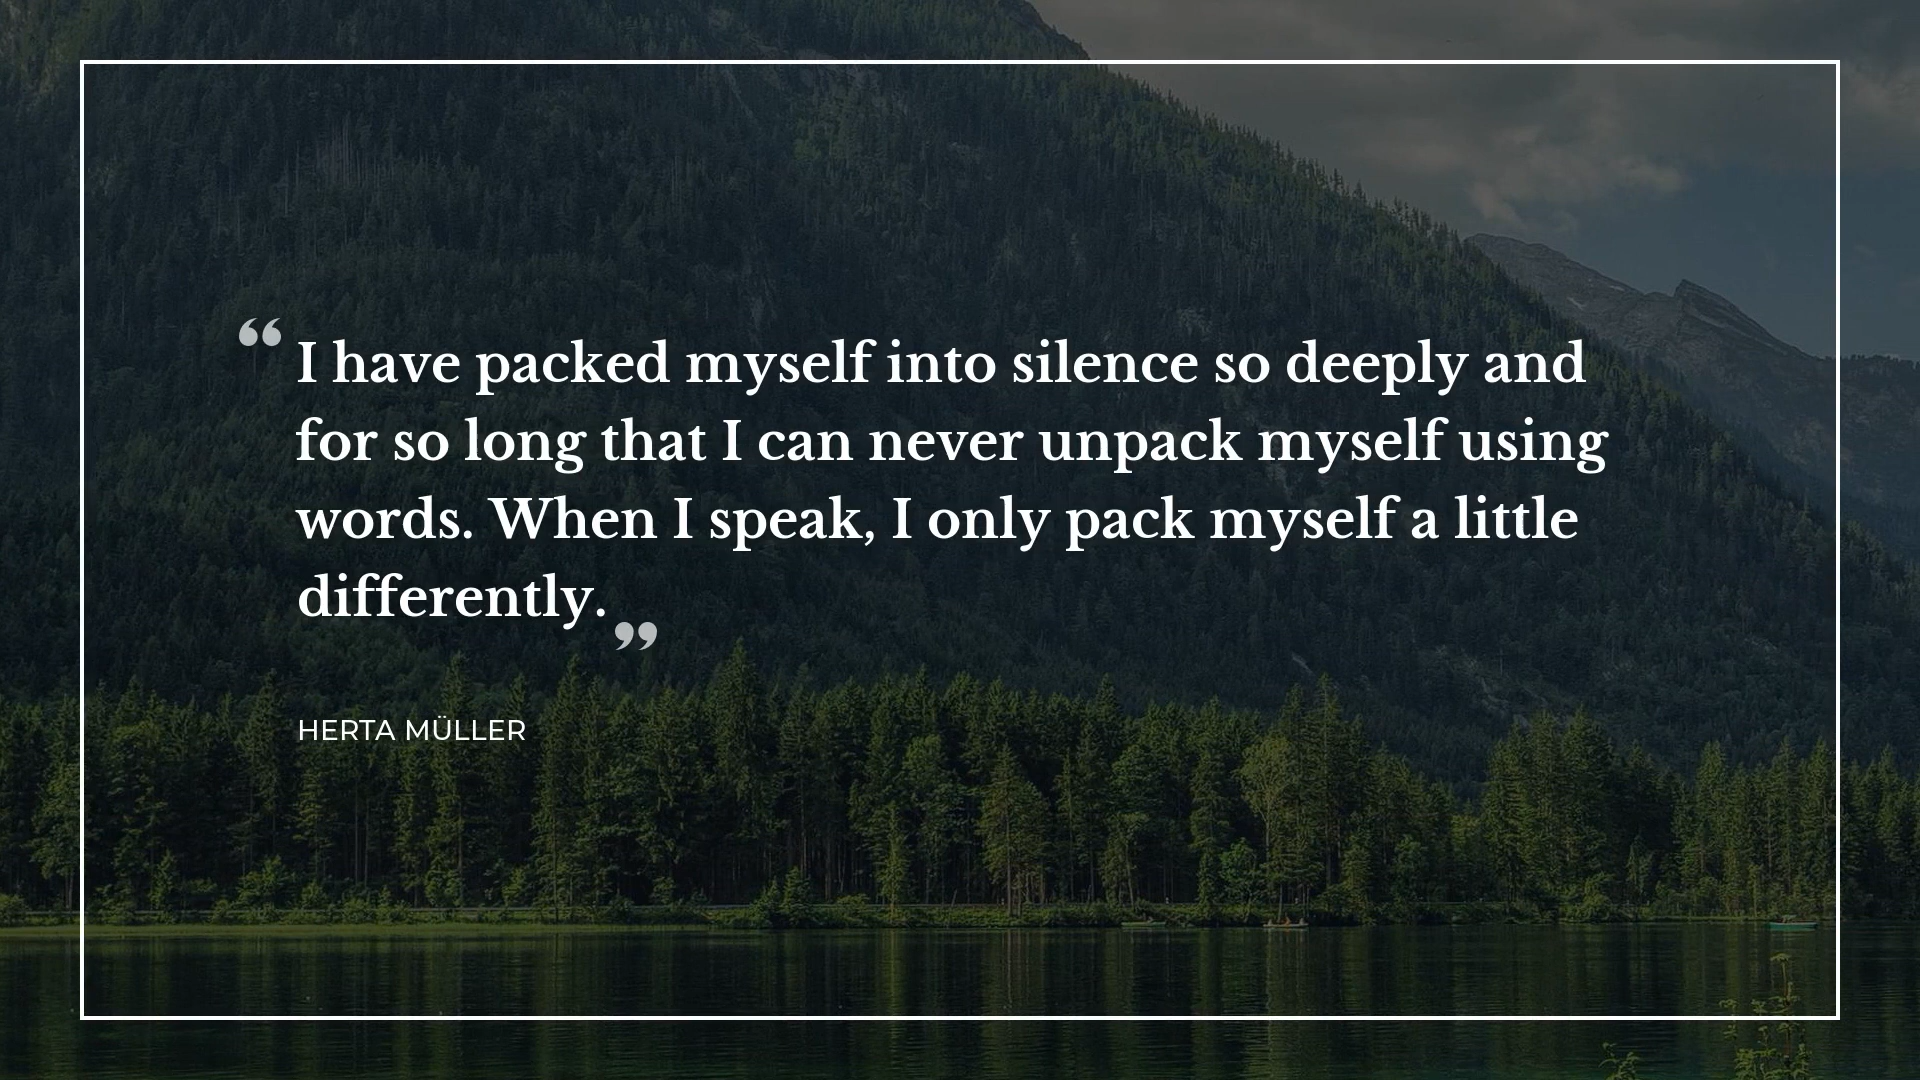 “I have packed myself into silence so deeply and
for so long that I can never unpack myself using
words. When I speak, I only pack myself a little
differently.”
HERTA MÜLLER